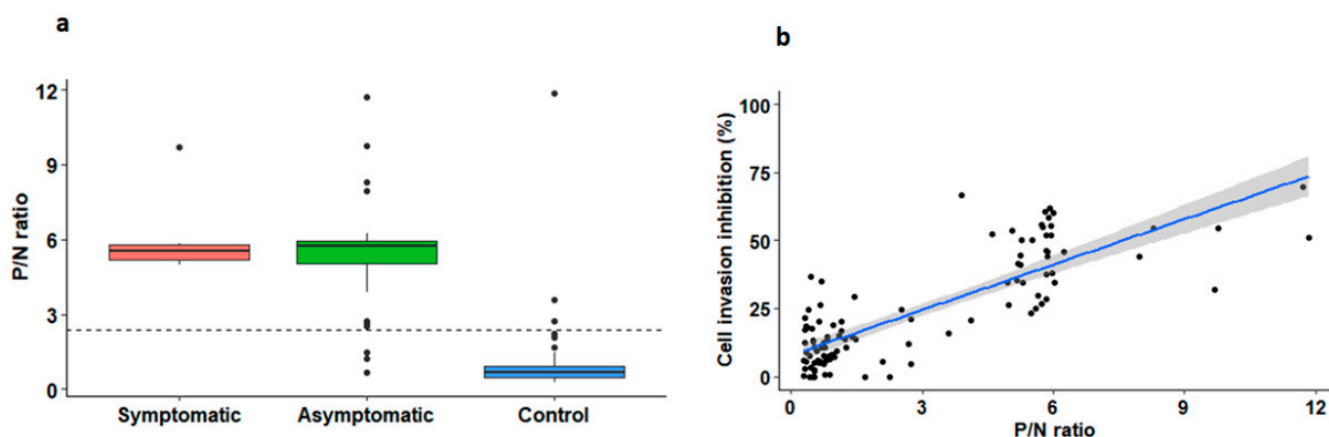 a
P/N ratio
12
9
6
3
0
Symptomatic
Asymptomatic
Control
b
Cell invasion inhibition (%)
100
75
50
25
0
0
3
6
9
12
P/N ratio